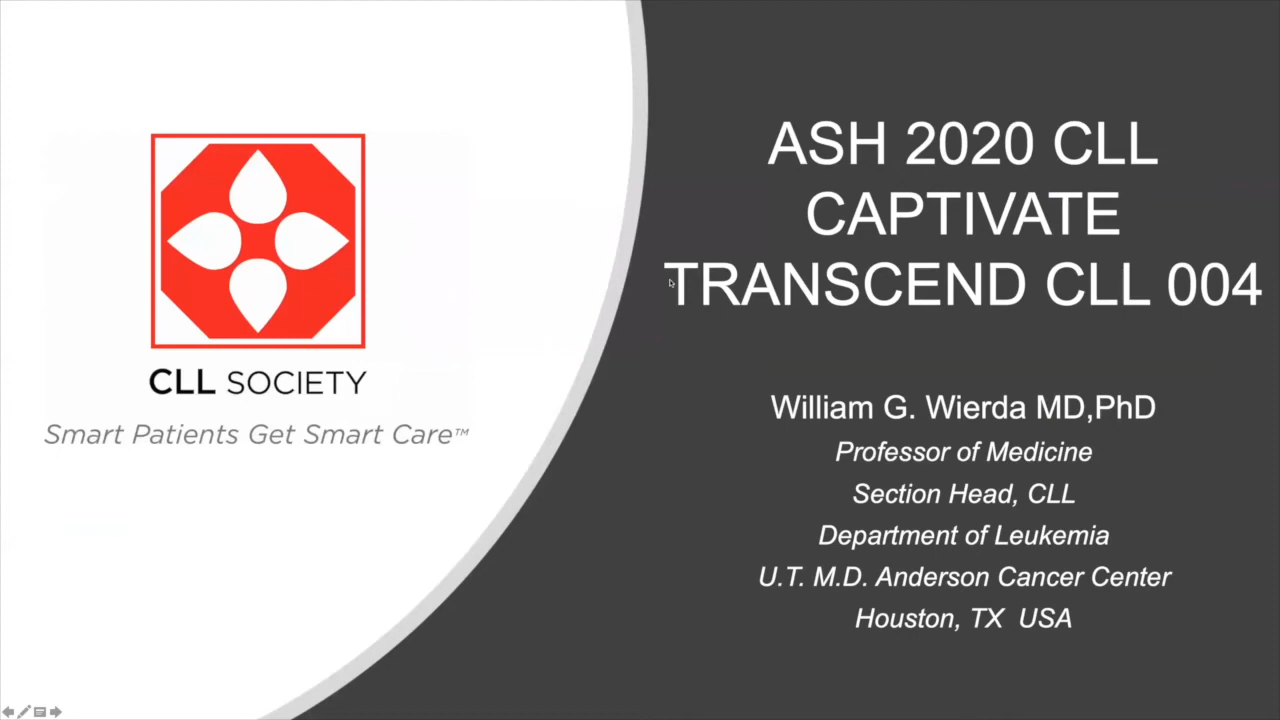 CLL SOCIETY
Smart Patients Get Smart Care™
ASH 2020 CLL
CAPTIVATE
TRANSCEND CLL 004
William G. Wierda MD,PhD
Professor of Medicine
Section Head, CLL
Department of Leukemia
U.T. M.D. Anderson Cancer Center
Houston, TX  USA